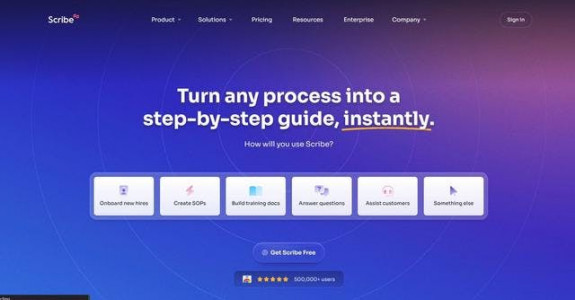 Scribe
Product Solutions Pricing Resources Enterprise Company Sign In
Turn any process into a
step-by-step guide, instantly.
How will you use Scribe?
Onboard new hires Create SOPs Build training docs Answer questions Assist customers Something else
Get Scribe Free
500,000+ users